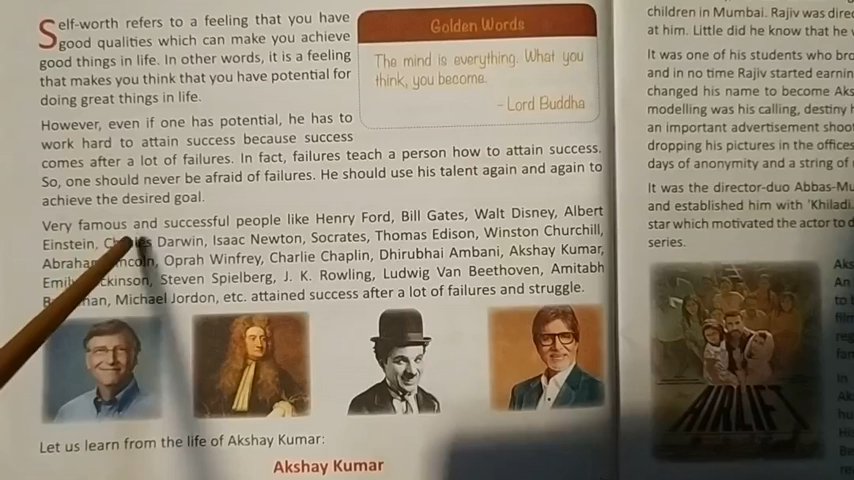 Self-worth refers to a feeling that you have
good qualities which can make you achieve
good things in life. In other words, it is a feeling
that makes you think that you have potential for
doing great things in life.
Golden Words
The mind is everything. What you
think, you become.
- Lord Buddha
However, even if one has potential, he has to
work hard to attain success because success
comes after a lot of failures. In fact, failures teach a person how to attain success.
So, one should never be afraid of failures. He should use his talent again and again to
achieve the desired goal.
Very famous and successful people like Henry Ford, Bill Gates, Walt Disney, Albert
Einstein, Darwin, Isaac Newton, Socrates, Thomas Edison, Winston Churchill,
Oprah Winfrey, Charlie Chaplin, Dhirubhai Ambani, Akshay Kumar,
Steven Spielberg, J. K. Rowling, Ludwig Van Beethoven, Amitabh
Michael Jordon, etc. attained success after a lot of failures and struggle.
Let us learn from the life of Akshay Kumar:
Akshay Kumar
children in Mumbai. Rajiv was
at him. Little did he know that he
It was one of his students who
and in no time Rajiv started
changed his name to become
modelling was his calling, destiny
an important advertisement
dropping his pictures in the
days of anonymity and a string of
It was the director-duo
and established him with 'Khiladi
star which motivated the actor to
series.
AIRLIFT
An
to
In